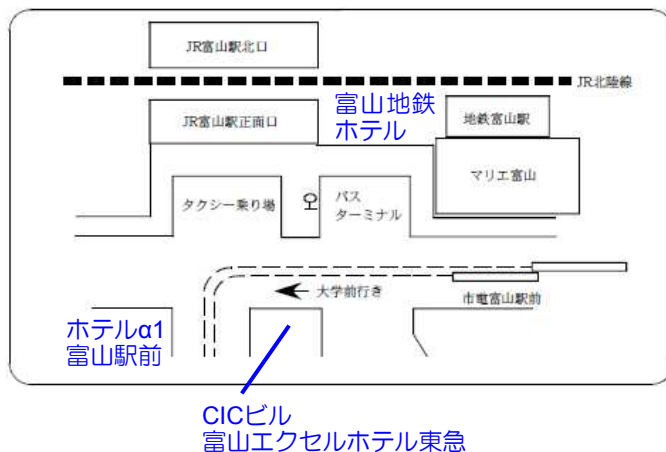 JR富山駅北口
JR北陸線
富山地鉄
ホテル
JR富山駅正面口
地鉄富山駅
マリエ富山
タクシー乗り場
バス
ターミナル
大学前行き
市電富山駅前
ホテルα1
富山駅前
CICビル
富山エクセルホテル東急